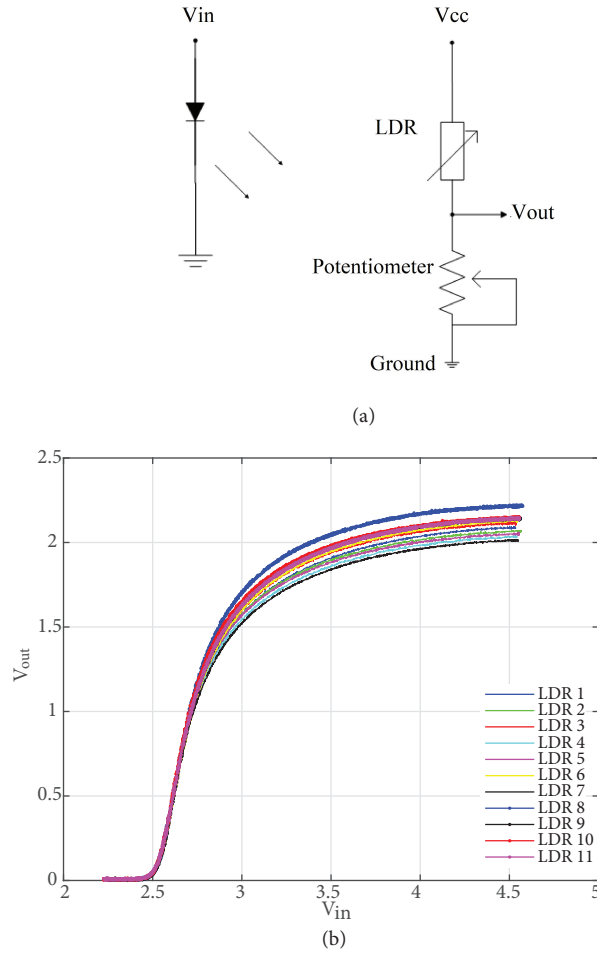 Vin
Vcc
LDR
Vout
Potentiometer
Ground
(a)
2.5
2
1.5
1
0.5
0
Vout
LDR 1
LDR 2
LDR 3
LDR 4
LDR 5
LDR 6
LDR 7
LDR 8
LDR 9
LDR 10
LDR 11
2 2.5 3 3.5 4 4.5 5
Vin
(b)